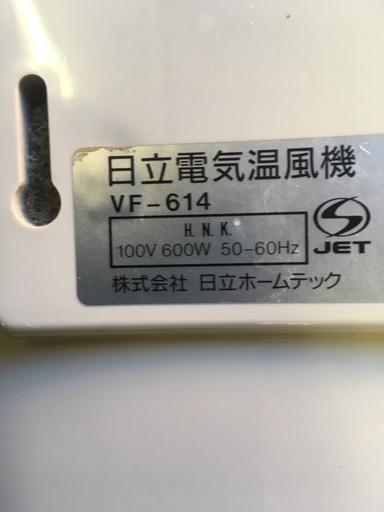 日立電気温風機
VF-614
H.N.K.
100V 600W 50-60Hz
JET
株式会社 日立ホームテック